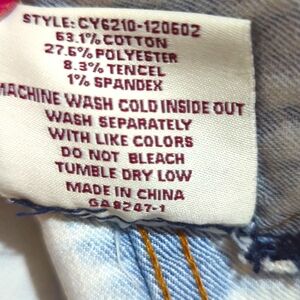 STYLE: CY6210-120602
63.1% COTTON
27.6% POLYESTER
8.3% TENCEL
1% SPANDEX
MACHINE WASH COLD INSIDE OUT
WASH SEPARATELY
WITH LIKE COLORS
DO NOT BLEACH
TUMBLE DRY LOW
MADE IN CHINA
GA9247-1